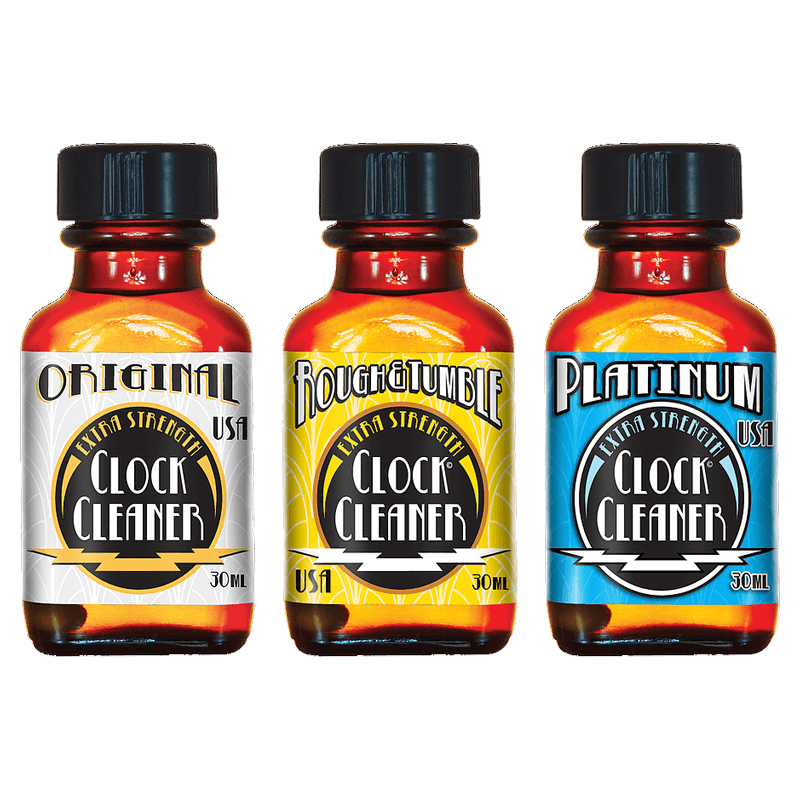 ORIGINAL
USA
EXTRA STRENGTH
CLOCK
CLEANER
30ML
ROUGH&TUMBLE
EXTRA STRENGTH
CLOCK©
CLEANER
USA
30ML
PLATINUM
USA
EXTRA STRENGTH
CLOCK©
CLEANER
30ML